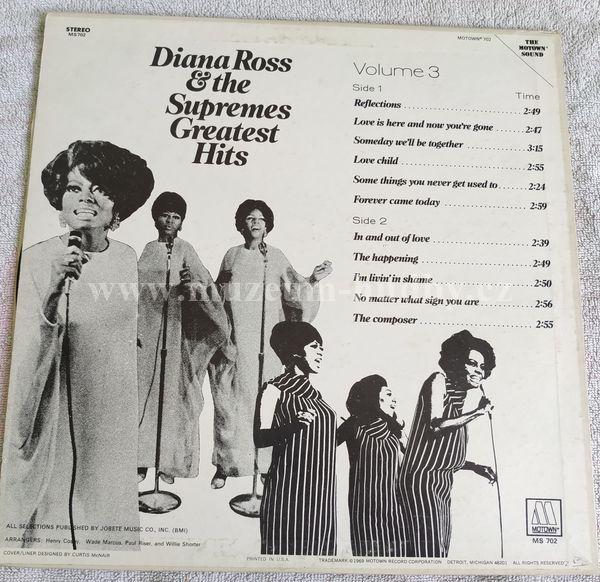 STEREO
MS702
MOTOWN® 702
THE
MOTOWN®
SOUND
Diana Ross
& the
Supremes
Greatest
Hits
Volume 3
Side 1
Time
Reflections 2:49
Love is here and now you're gone 2:47
Someday we'll be together 3:15
Love child 2:55
Some things you never get used to 2:24
Forever came today 2:59
Side 2
In and out of love 2:39
The happening 2:49
I'm livin' in shame 2:50
No matter what sign you are 2:56
The composer 2:55
ALL SELECTIONS PUBLISHED BY JOBETE MUSIC CO., INC. (BMI)
ARRANGERS: Henry Cosby, Wade Marcus, Paul Riser, and Willie Shorter
COVER/LINER DESIGNED BY CURTIS McNAIR
PRINTED IN U.S.A.
TRADEMARK ©1969 MOTOWN RECORD CORPORATION DETROIT, MICHIGAN 48201 ALL RIGHTS RESERVED
MOTOWN®
MS 702